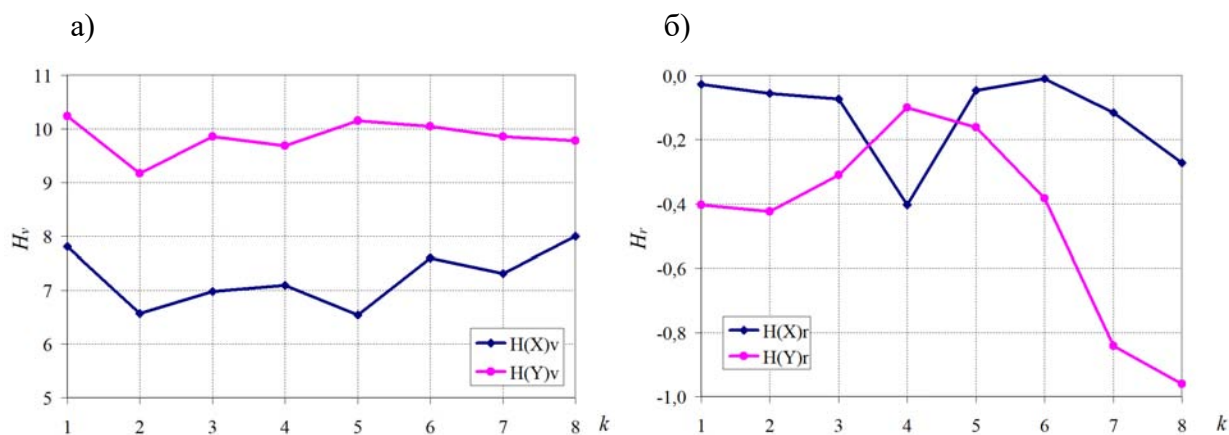 а)
11
10
9
8
7
6
5
Hv
H(X)v
H(Y)v
1 2 3 4 5 6 7 8 k
б)
0,0
-0,2
-0,4
-0,6
-0,8
-1,0
Hr
H(X)r
H(Y)r
1 2 3 4 5 6 7 8 k